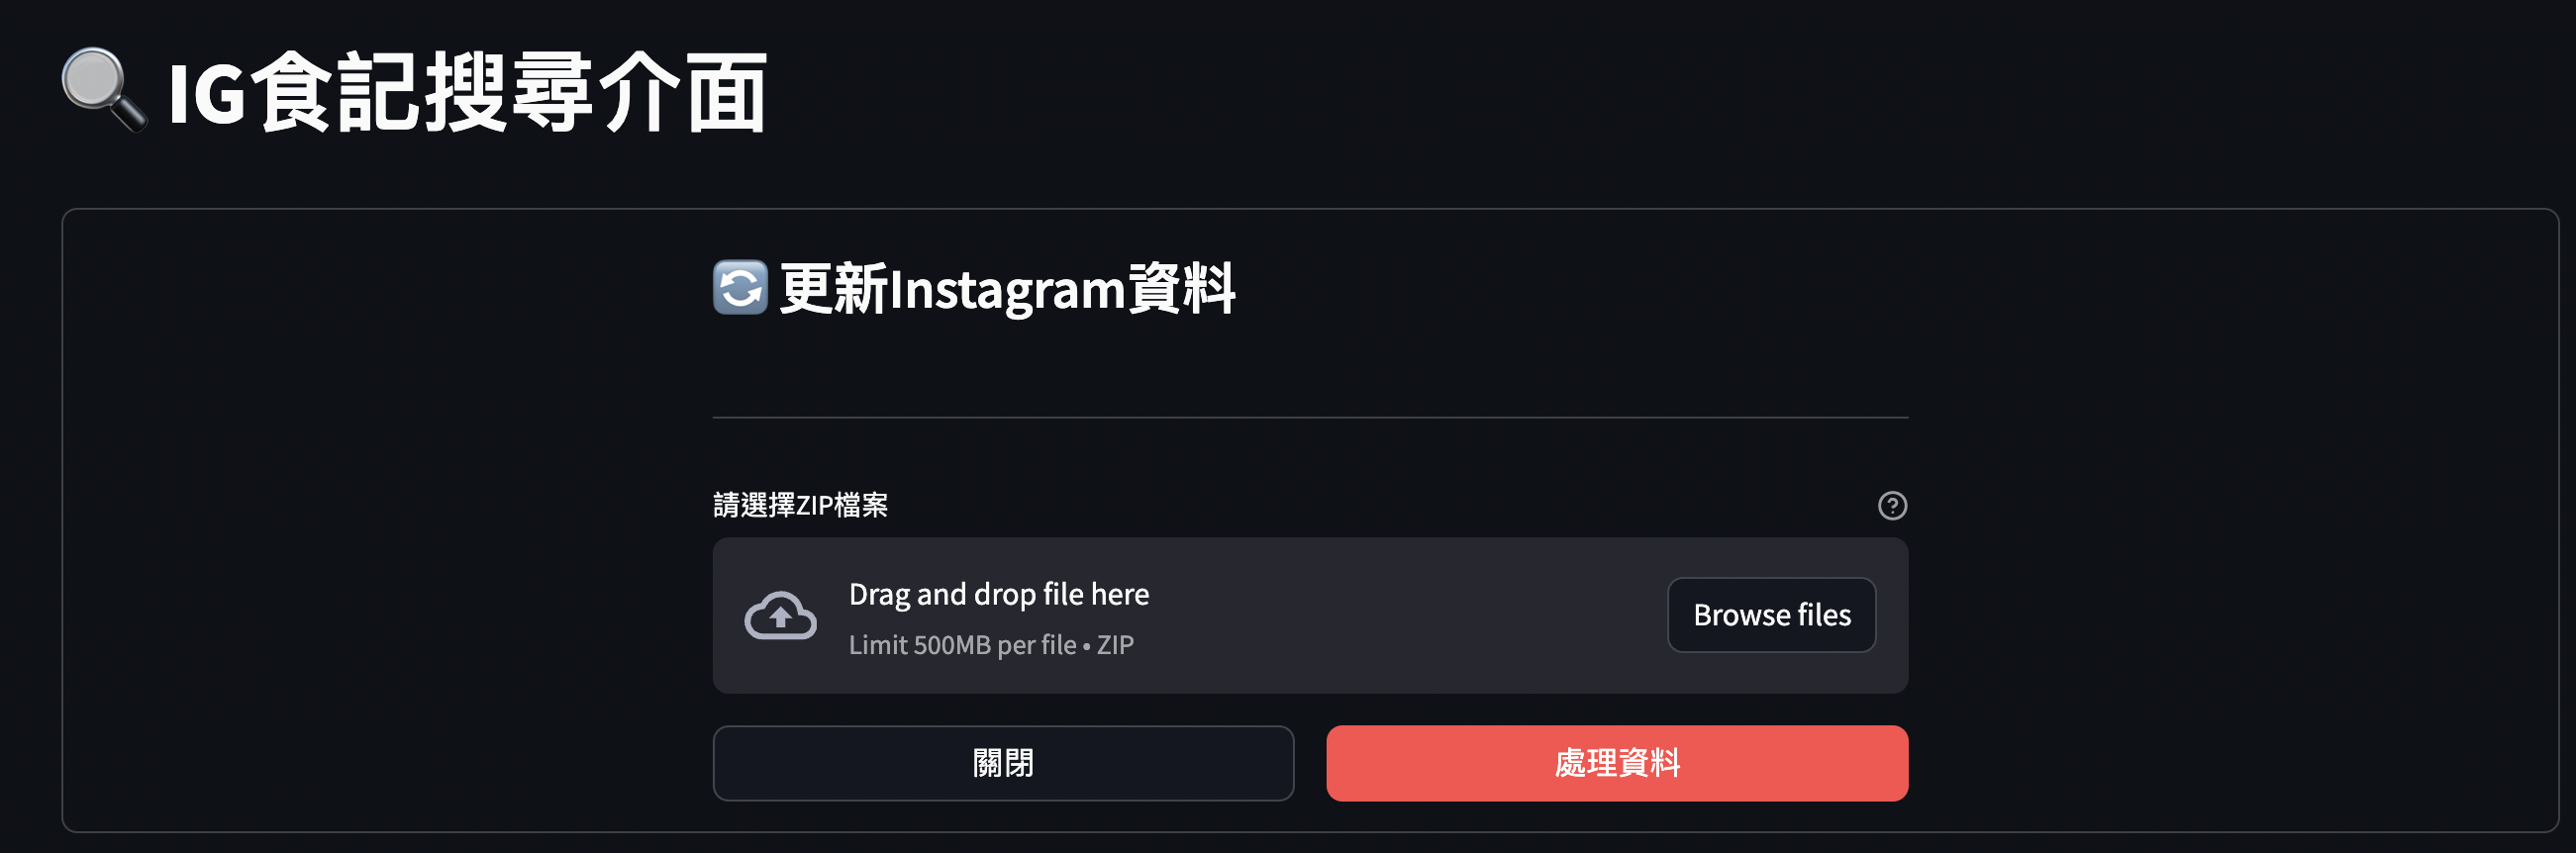 IG食記搜尋介面
更新Instagram資料
請選擇ZIP檔案
Drag and drop file here
Limit 500MB per file • ZIP
Browse files
關閉
處理資料